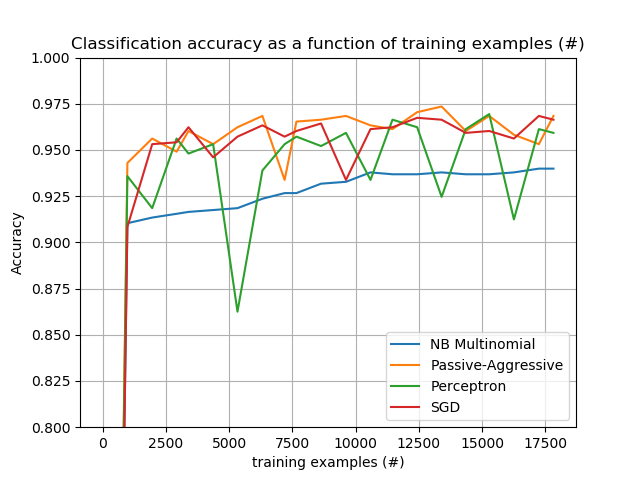 Classification accuracy as a function of training examples (#)
1.000
0.975
0.950
0.925
0.900
0.875
0.850
0.825
0.800
Accuracy
NB Multinomial
Passive-Aggressive
Perceptron
SGD
0 2500 5000 7500 10000 12500 15000 17500
training examples (#)